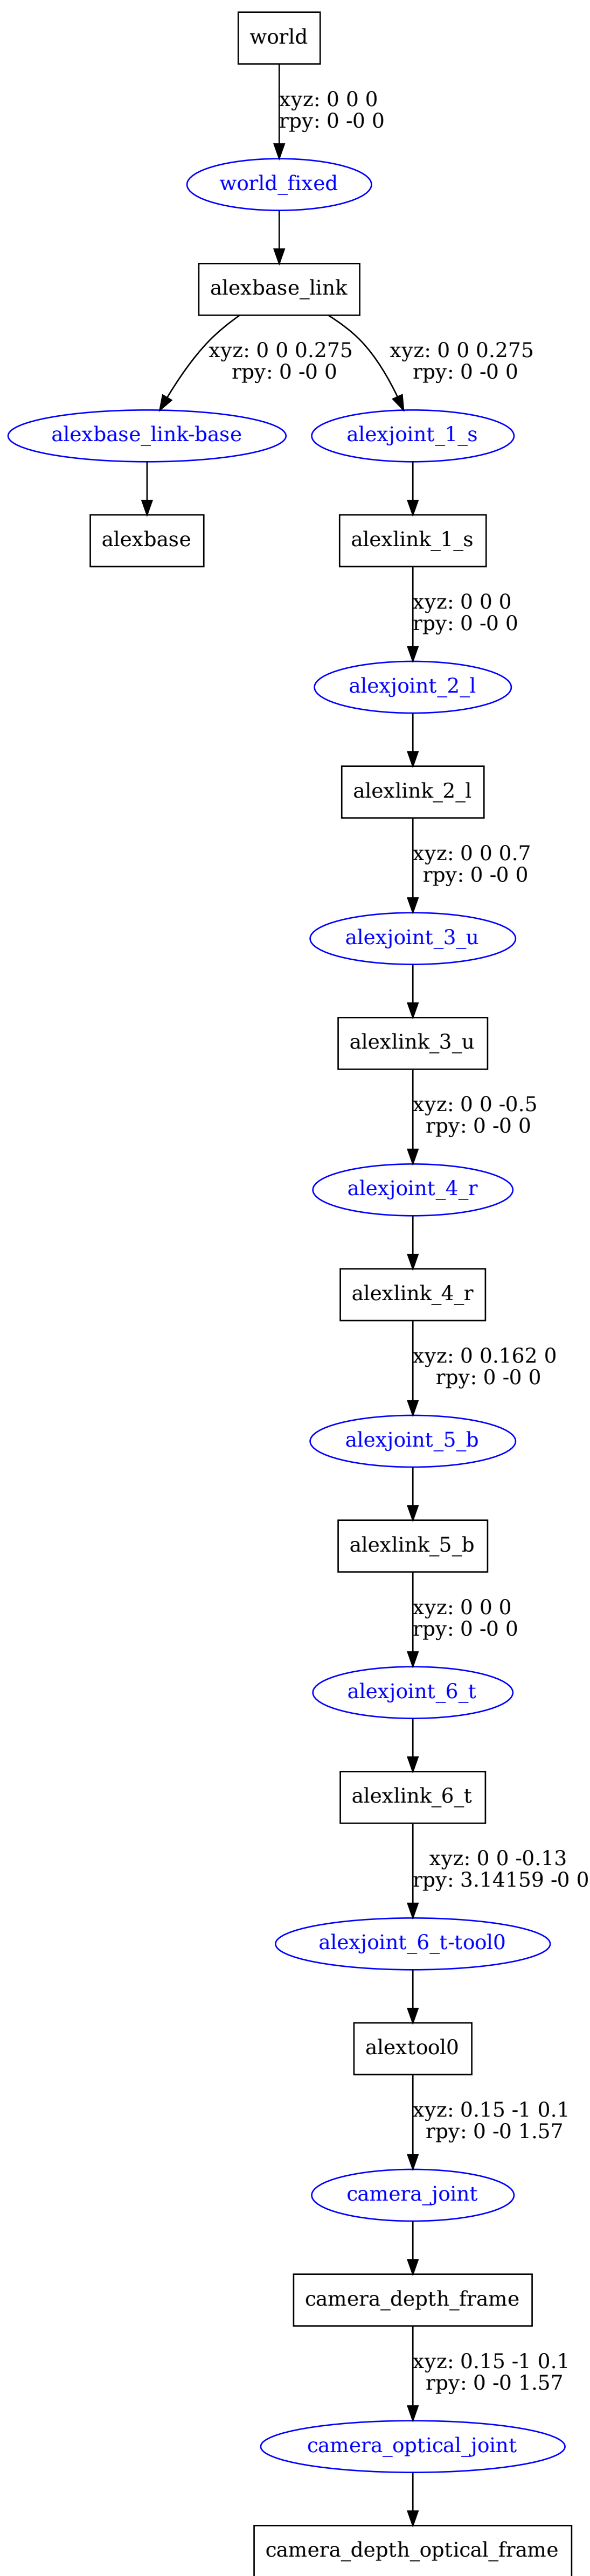 world
xyz: 0 0 0
rpy: 0 -0 0
world_fixed
alexbase_link
xyz: 0 0 0.275
rpy: 0 -0 0
xyz: 0 0 0.275
rpy: 0 -0 0
alexbase_link-base
alexjoint_1_s
alexbase
alexlink_1_s
xyz: 0 0 0
rpy: 0 -0 0
alexjoint_2_l
alexlink_2_l
xyz: 0 0 0.7
rpy: 0 -0 0
alexjoint_3_u
alexlink_3_u
xyz: 0 0 -0.5
rpy: 0 -0 0
alexjoint_4_r
alexlink_4_r
xyz: 0 0.162 0
rpy: 0 -0 0
alexjoint_5_b
alexlink_5_b
xyz: 0 0 0
rpy: 0 -0 0
alexjoint_6_t
alexlink_6_t
xyz: 0 0 -0.13
rpy: 3.14159 -0 0
alexjoint_6_t-tool0
alextool0
xyz: 0.15 -1 0.1
rpy: 0 -0 1.57
camera_joint
camera_depth_frame
xyz: 0.15 -1 0.1
rpy: 0 -0 1.57
camera_optical_joint
camera_depth_optical_frame